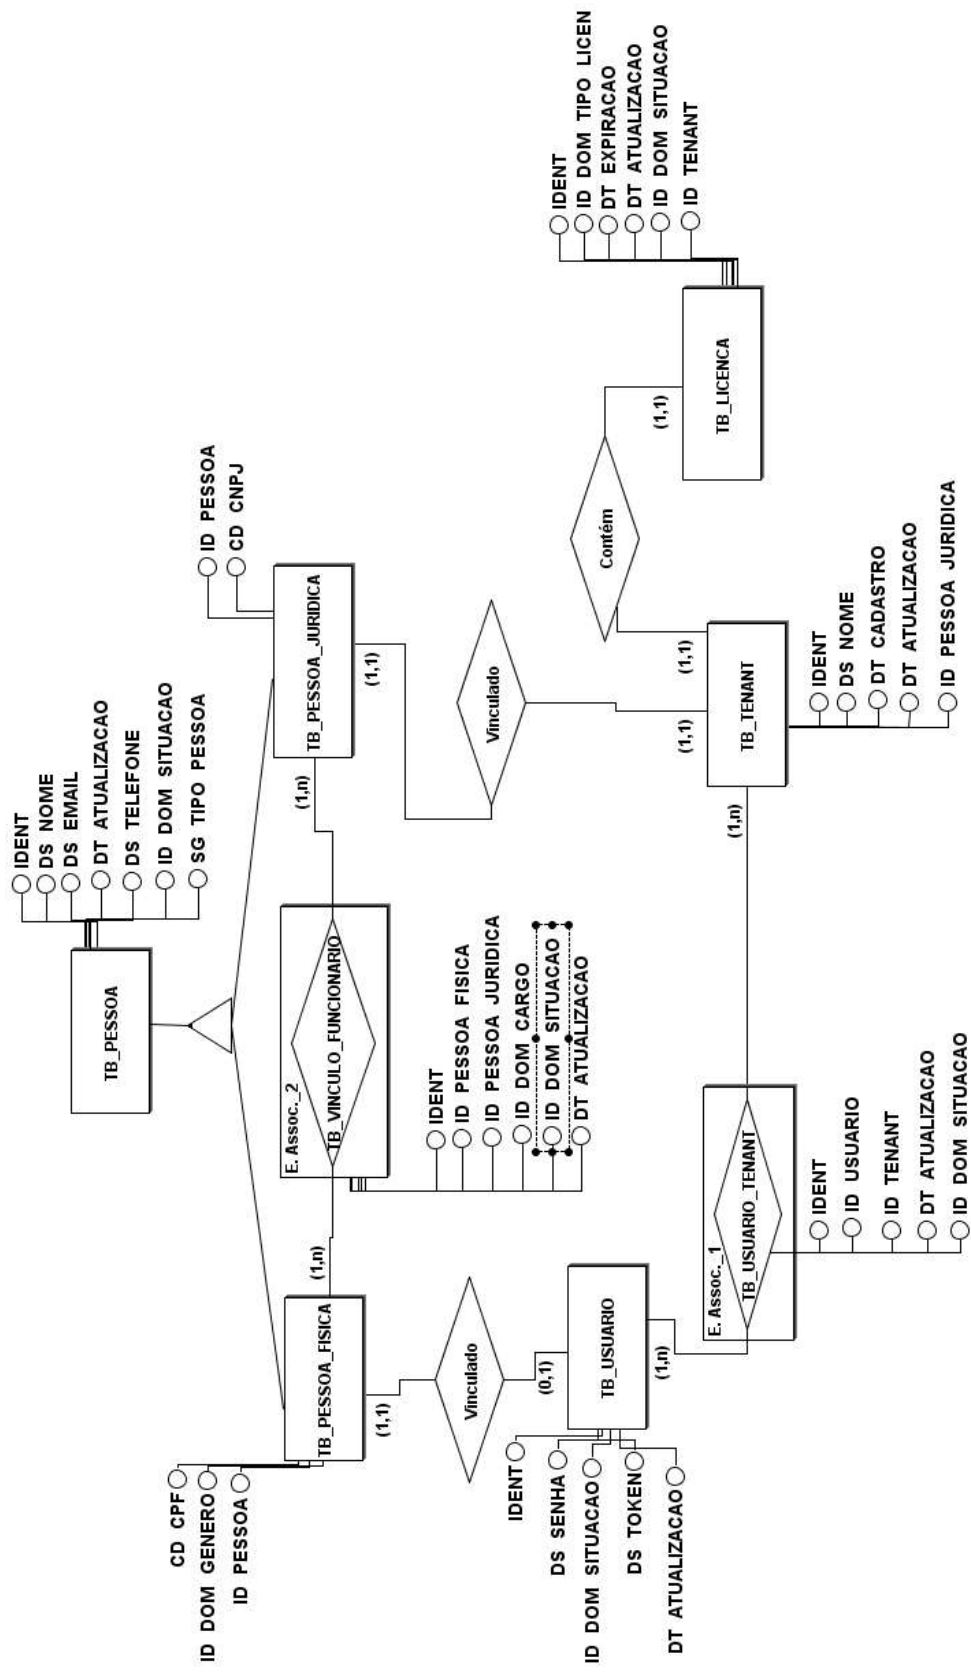 TB_PESSOA
IDENT
DS NOME
DS EMAIL
DT ATUALIZACAO
DS TELEFONE
ID DOM SITUACAO
SG TIPO PESSOA
CD CPF
ID DOM GENERO
ID PESSOA
TB_PESSOA_FISICA
(1,n)
E. Assoc._2
TB_VINCULO_FUNCIONARIO
(1,n)
TB_PESSOA_JURIDICA
ID PESSOA
CD CNPJ
IDENT
ID PESSOA FISICA
ID PESSOA JURIDICA
ID DOM CARGO
ID DOM SITUACAO
DT ATUALIZACAO
(1,1)
Vinculado
(0,1)
(1,1)
Vinculado
(1,1)
TB_USUARIO
IDENT
DS SENHA
ID DOM SITUACAO
DS TOKEN
DT ATUALIZACAO
(1,n)
E. Assoc._1
TB_USUARIO_TENANT
IDENT
ID USUARIO
ID TENANT
DT ATUALIZACAO
ID DOM SITUACAO
(1,n)
TB_TENANT
IDENT
DS NOME
DT CADASTRO
DT ATUALIZACAO
ID PESSOA JURIDICA
(1,1)
Contém
(1,1)
TB_LICENCA
IDENT
ID DOM TIPO LICEN
DT EXPIRACAO
DT ATUALIZACAO
ID DOM SITUACAO
ID TENANT